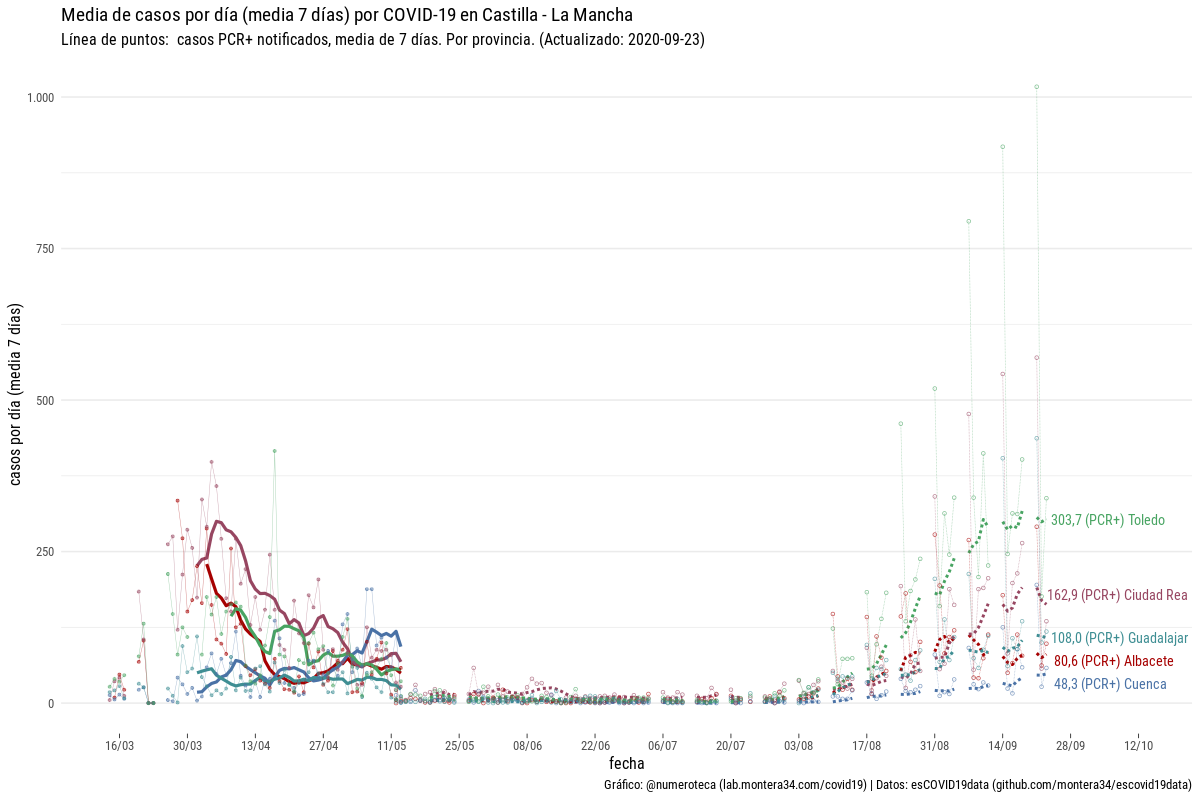 Media de casos por día (media 7 días) por COVID-19 en Castilla - La Mancha
Línea de puntos: casos PCR+ notificados, media de 7 días. Por provincia. (Actualizado: 2020-09-23)
casos por día (media 7 días)
1.000
750
500
250
0
303,7 (PCR+) Toledo
162,9 (PCR+) Ciudad Rea
108,0 (PCR+) Guadalajar
80,6 (PCR+) Albacete
48,3 (PCR+) Cuenca
16/03 30/03 13/04 27/04 11/05 25/05 08/06 22/06 06/07 20/07 03/08 17/08 31/08 14/09 28/09 12/10
fecha
Gráfico: @numeroteca (lab.montera34.com/covid19) | Datos: esCOVID19data (github.com/montera34/escovid19data)